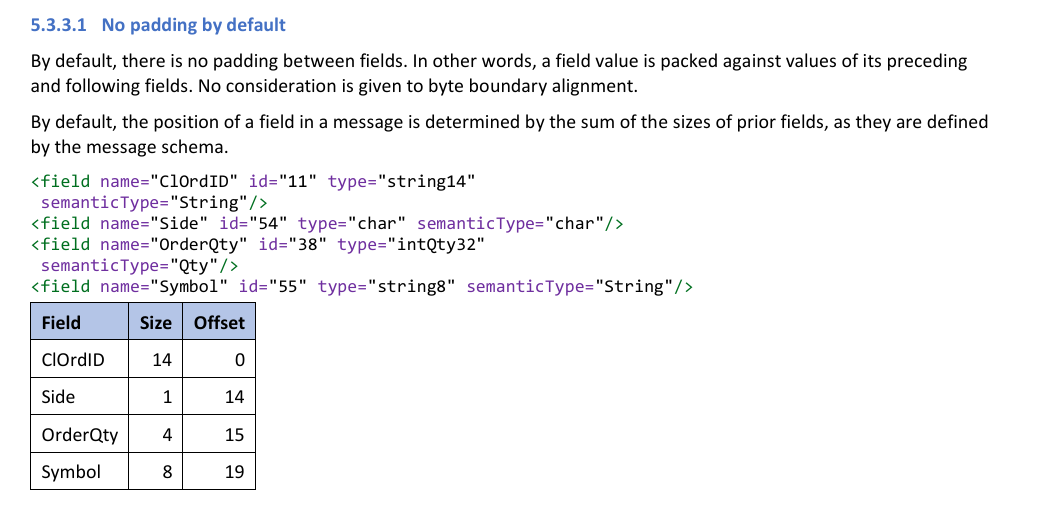 5.3.3.1 No padding by default
By default, there is no padding between fields. In other words, a field value is packed against values of its preceding
and following fields. No consideration is given to byte boundary alignment.
By default, the position of a field in a message is determined by the sum of the sizes of prior fields, as they are defined
by the message schema.
<field name="ClOrdID" id="11" type="string14"
semanticType="String"/>
<field name="Side" id="54" type="char" semanticType="char"/>
<field name="OrderQty" id="38" type="intQty32"
semanticType="Qty"/>
<field name="Symbol" id="55" type="string8" semanticType="String"/>
Field Size Offset
ClOrdID 14 0
Side 1 14
OrderQty 4 15
Symbol 8 19